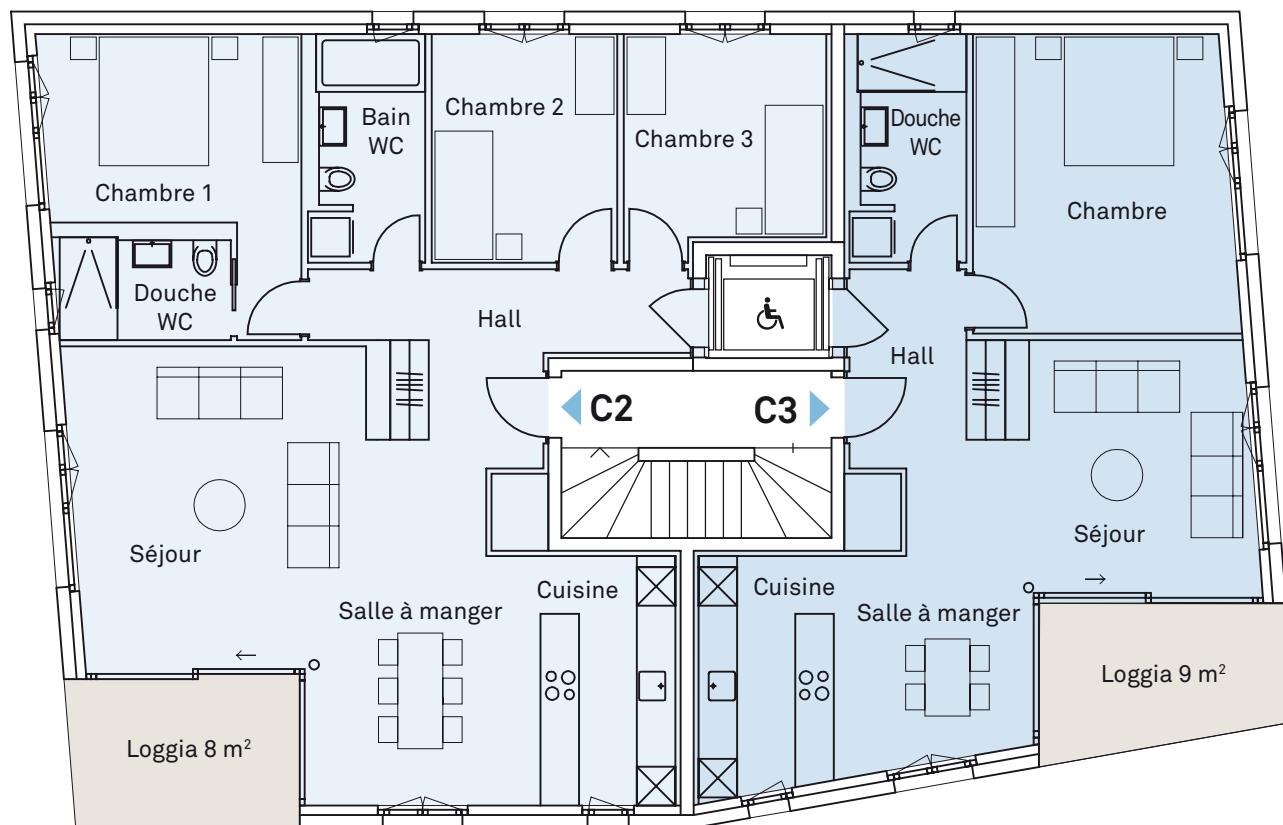 Chambre 1
Bain
WC
Chambre 2
Chambre 3
Douche
WC
Chambre
Douche
WC
Hall
Hall
C2
C3
Séjour
Séjour
Salle à manger
Cuisine
Cuisine
Salle à manger
Loggia 8 m²
Loggia 9 m²